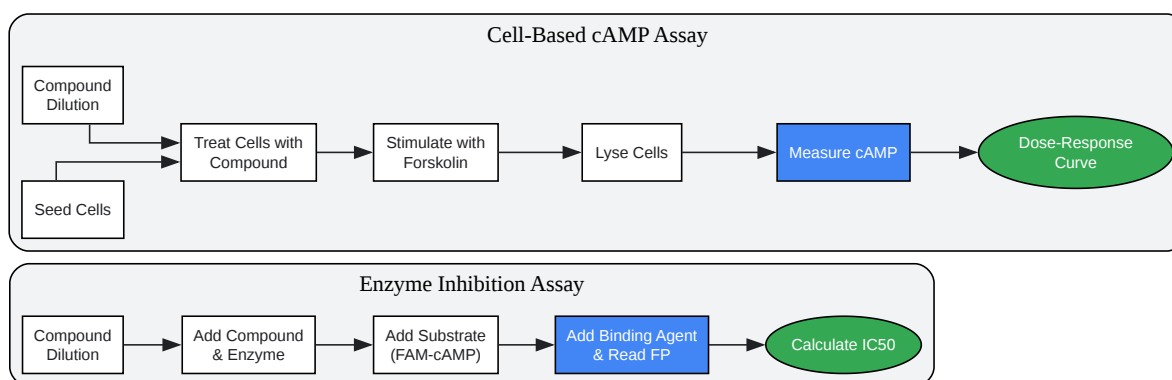 Cell-Based cAMP Assay
Compound
Dilution
Seed Cells
Treat Cells with
Compound
Stimulate with
Forskolin
Lyse Cells
Measure cAMP
Dose-Response
Curve
Enzyme Inhibition Assay
Compound
Dilution
Add Compound
& Enzyme
Add Substrate
(FAM-cAMP)
Add Binding Agent
& Read FP
Calculate IC50